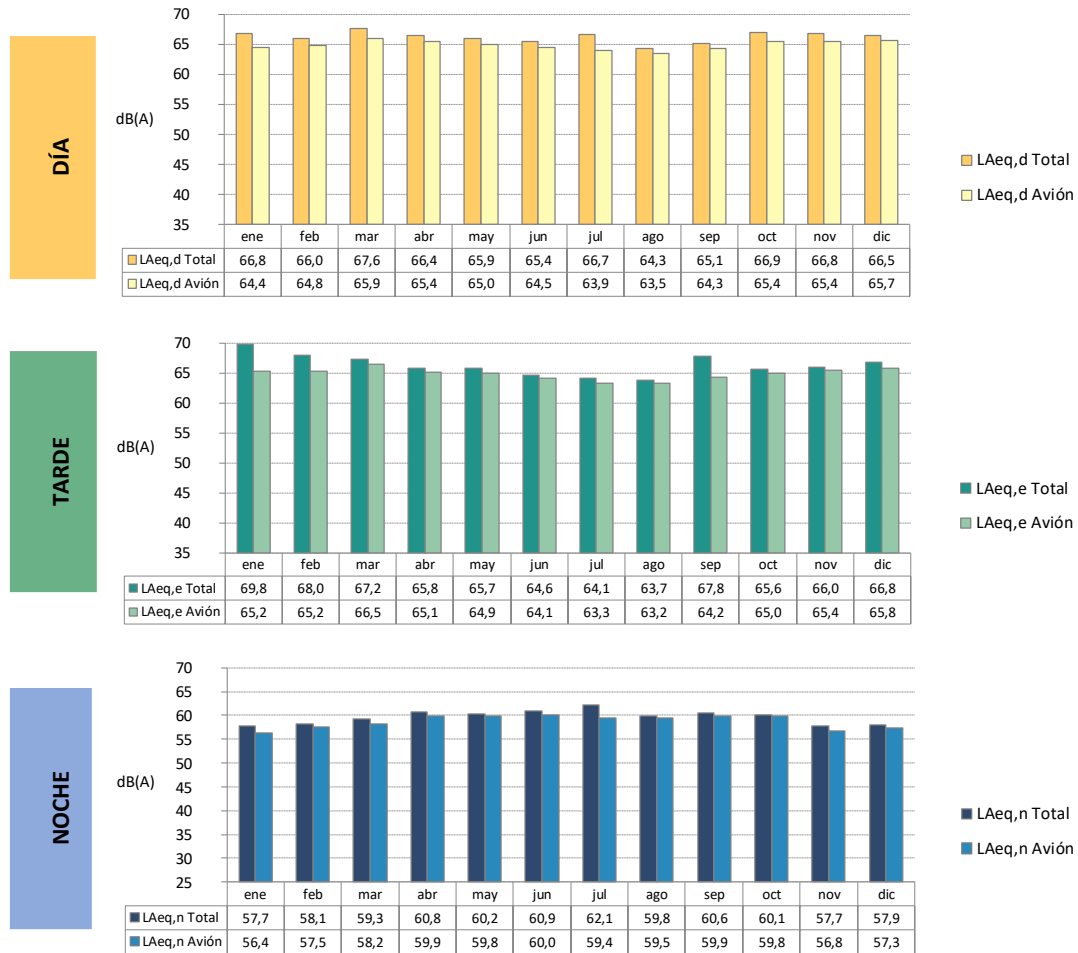 DÍA
dB(A)
70
65
60
55
50
45
40
35
ene feb mar abr may jun jul ago sep oct nov dic
LAeq,d Total 66,8 66,0 67,6 66,4 65,9 65,4 66,7 64,3 65,1 66,9 66,8 66,5
LAeq,d Avión 64,4 64,8 65,9 65,4 65,0 64,5 63,9 63,5 64,3 65,4 65,4 65,7
LAeq,d Total
LAeq,d Avión
TARDE
dB(A)
70
65
60
55
50
45
40
35
ene feb mar abr may jun jul ago sep oct nov dic
LAeq,e Total 69,8 68,0 67,2 65,8 65,7 64,6 64,1 63,7 67,8 65,6 66,0 66,8
LAeq,e Avión 65,2 65,2 66,5 65,1 64,9 64,1 63,3 63,2 64,2 65,0 65,4 65,8
LAeq,e Total
LAeq,e Avión
NOCHE
dB(A)
70
65
60
55
50
45
40
35
30
25
ene feb mar abr may jun jul ago sep oct nov dic
LAeq,n Total 57,7 58,1 59,3 60,8 60,2 60,9 62,1 59,8 60,6 60,1 57,7 57,9
LAeq,n Avión 56,4 57,5 58,2 59,9 59,8 60,0 59,4 59,5 59,9 59,8 56,8 57,3
LAeq,n Total
LAeq,n Avión